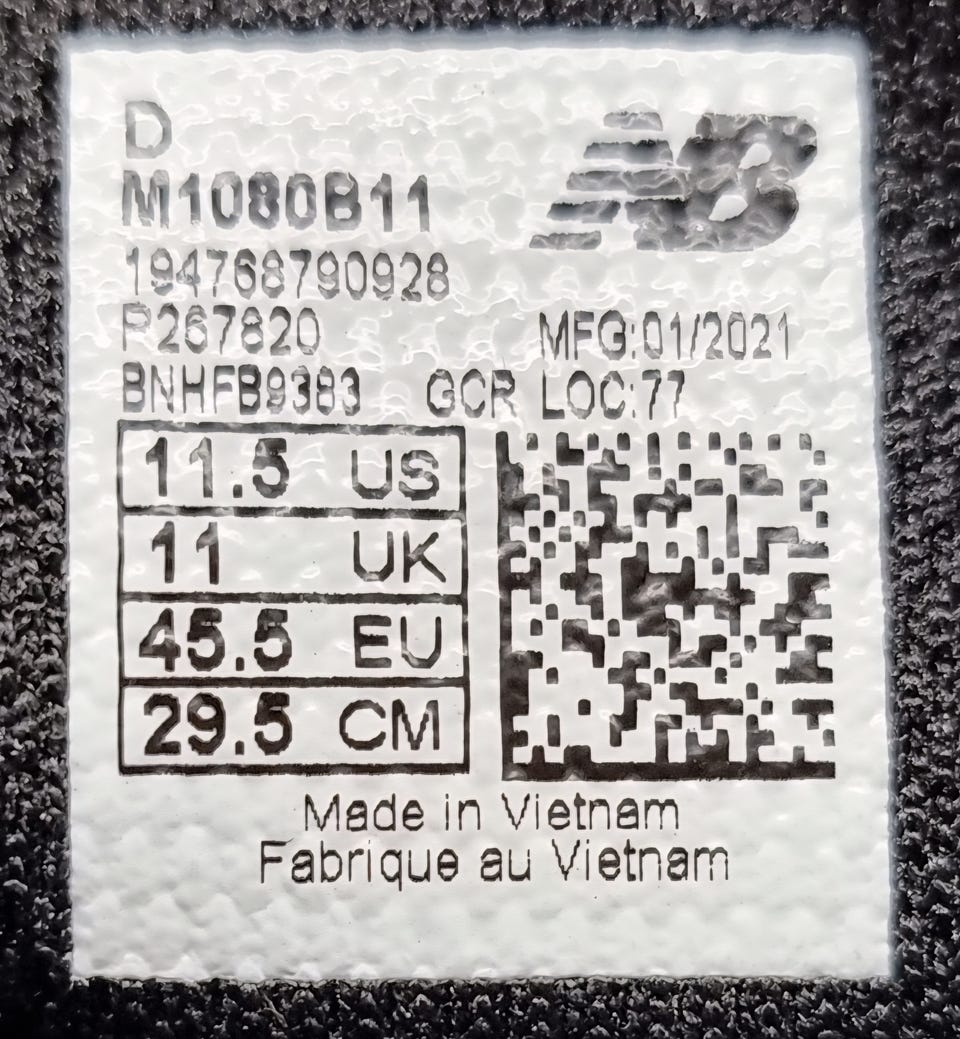 D
NB
M1080B11
194768790928
P267820 MFG:01/2021
BNHFB9383 GCR LOC:77
11.5 US
11 UK
45.5 EU
29.5 CM
Made in Vietnam
Fabrique au Vietnam